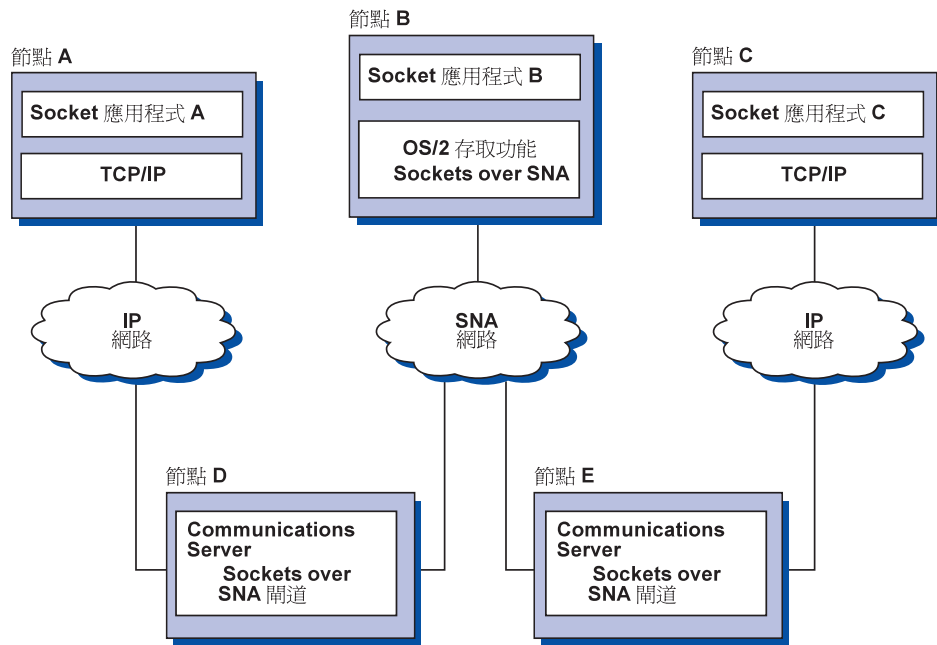 節點 A
Socket 應用程式 A
TCP/IP
節點 B
Socket 應用程式 B
OS/2 存取功能
Sockets over SNA
節點 C
Socket 應用程式 C
TCP/IP
IP
網路
SNA
網路
IP
網路
節點 D
Communications
Server
Sockets over
SNA 閘道
節點 E
Communications
Server
Sockets over
SNA 閘道